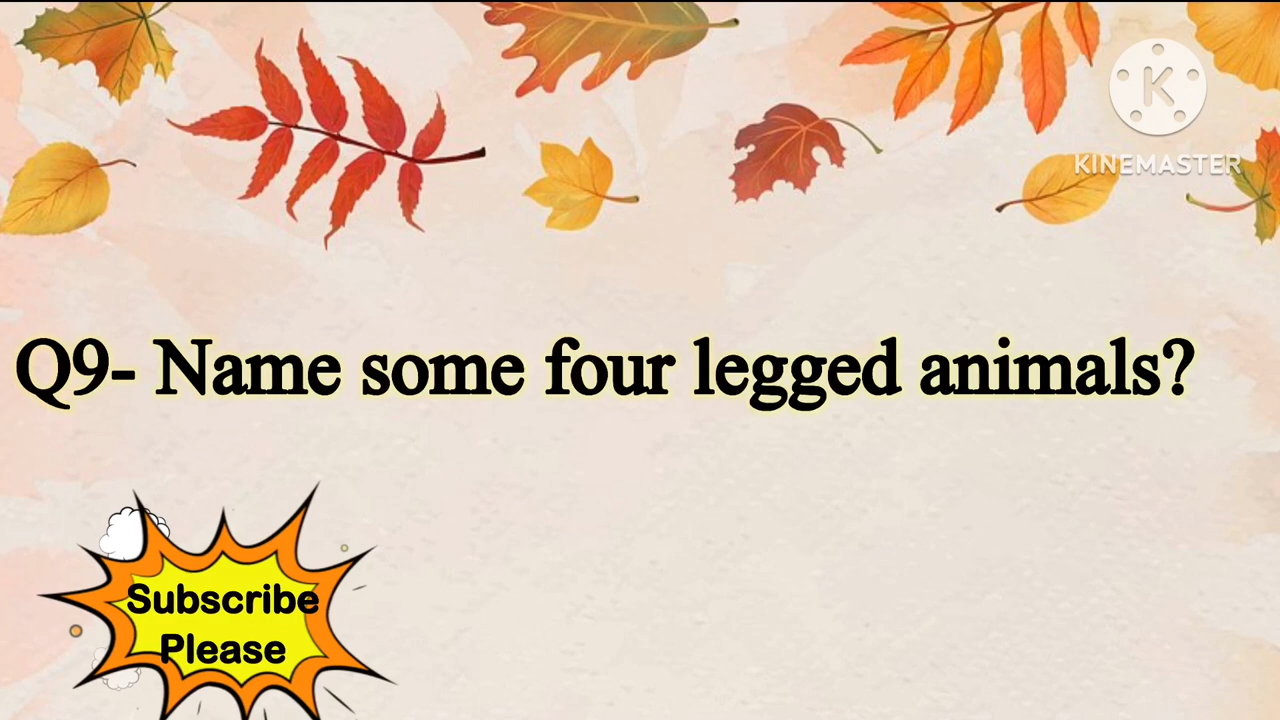 K
KINEMASTER
Q9- Name some four legged animals?
Subscribe
Please